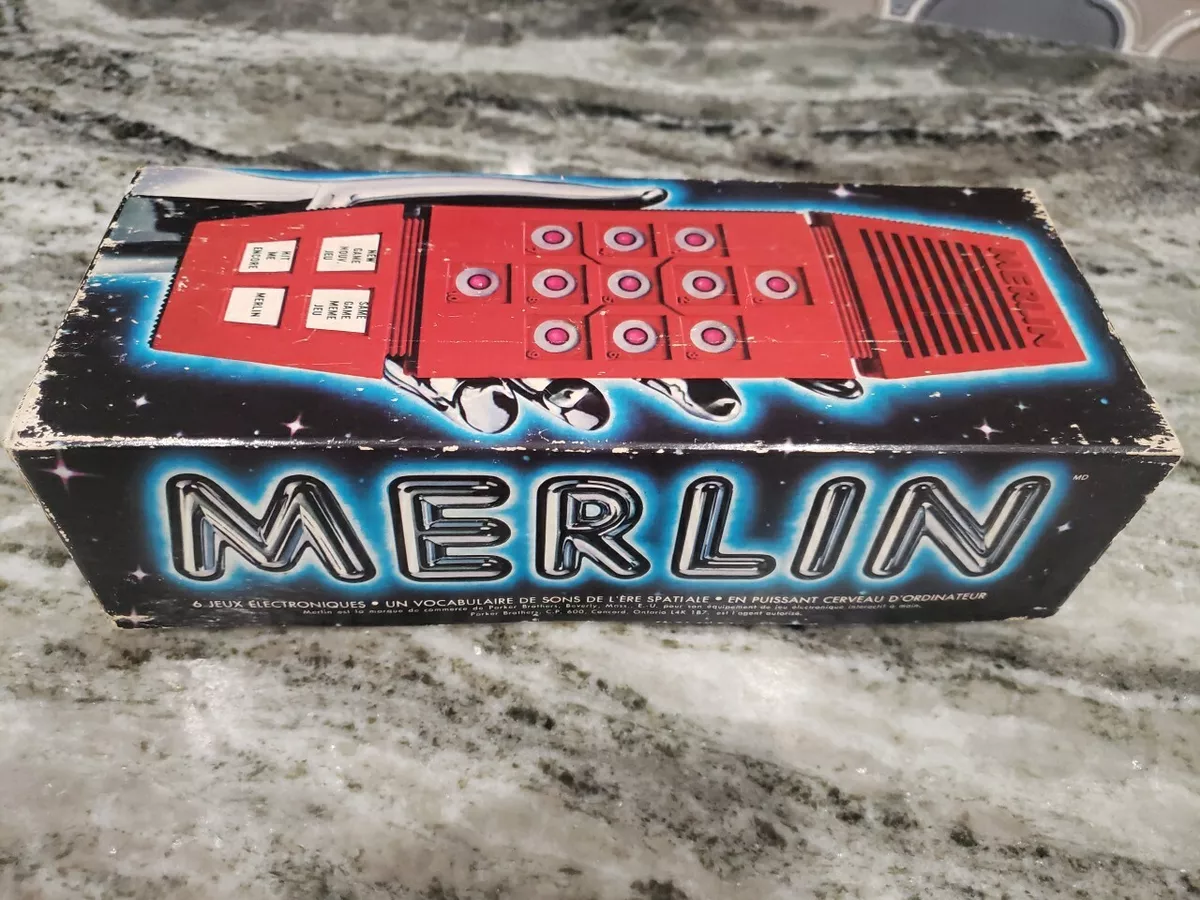 MERLIN
NEW
GAME
NOUV.
JEU
SAME
GAME
MEME
JEU
HIT
ME
ENCORE
MERLIN
MERLIN
MD
6 JEUX ÉLECTRONIQUES • UN VOCABULAIRE DE SONS DE L'ÈRE SPATIALE • EN PUISSANT CERVEAU D'ORDINATEUR
Merlin est la marque de commerce de Parker Brothers, Beverly, Mass., E.-U. pour son équipement de jeu électronique interactif à main.
Parker Brothers, C.P. 600, Concord, Ontario L4K 1B7, est l'agent autorisé.